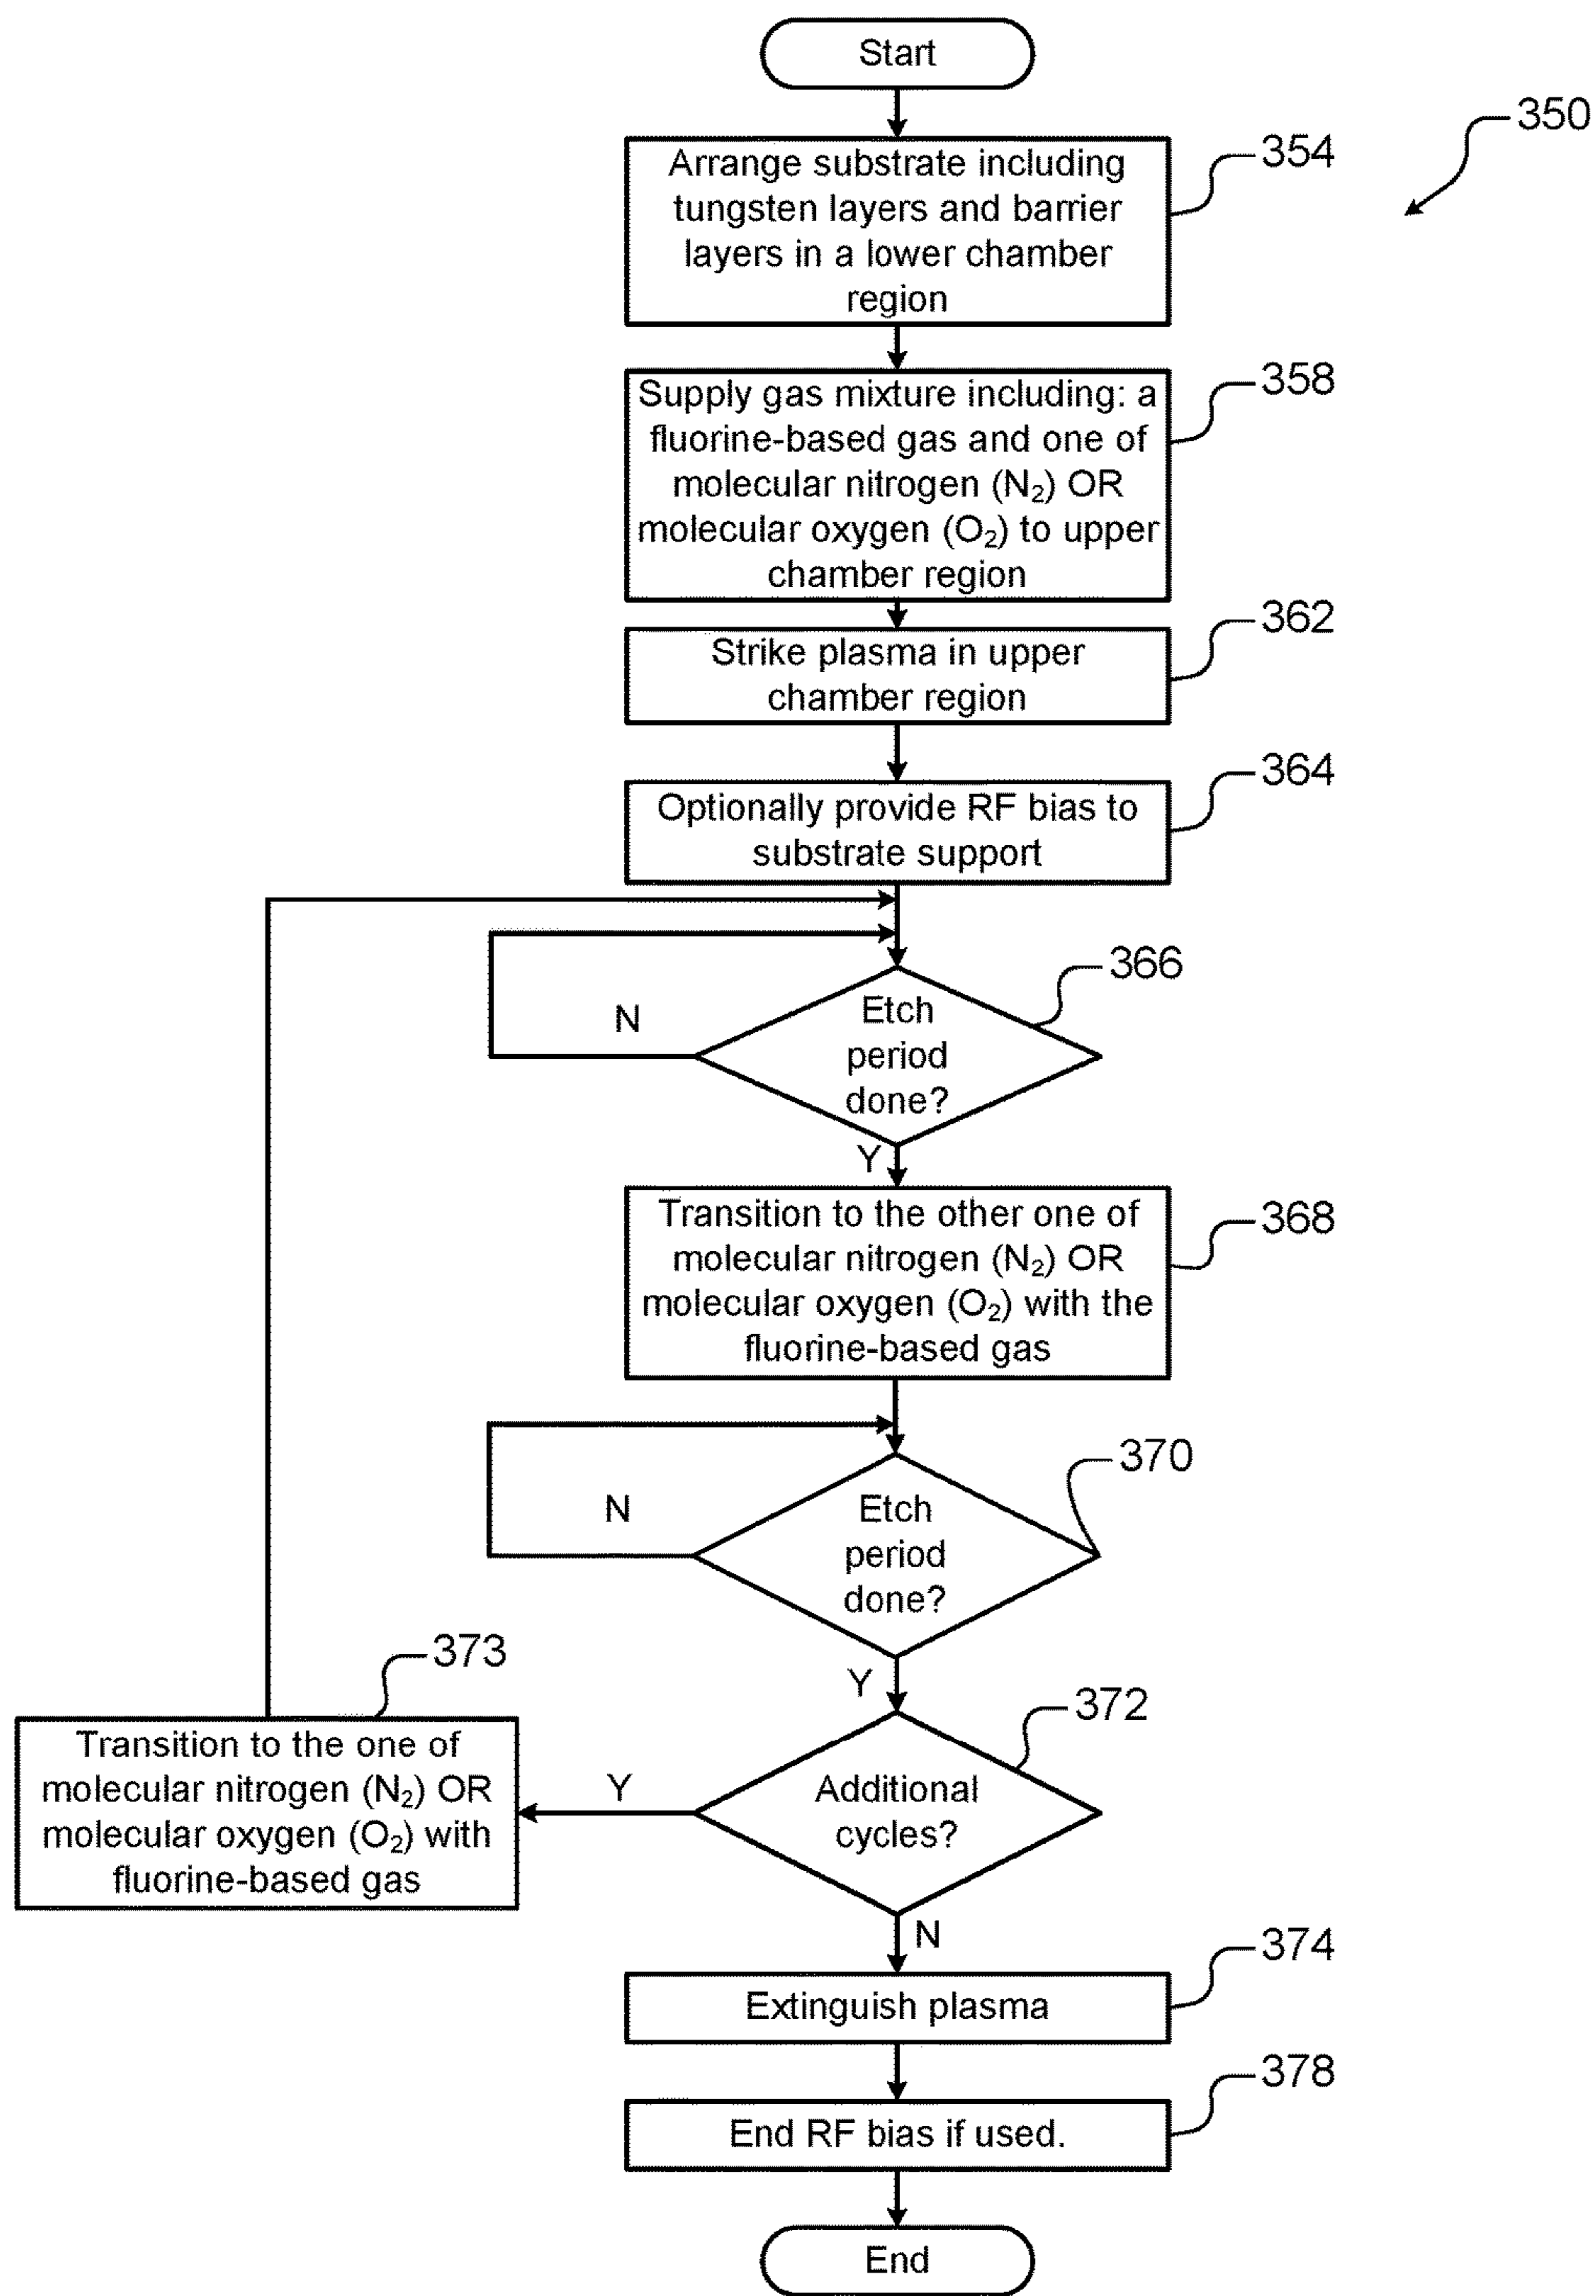 Start
350
354
Arrange substrate including
tungsten layers and barrier
layers in a lower chamber
region
358
Supply gas mixture including: a
fluorine-based gas and one of
molecular nitrogen (N₂) OR
molecular oxygen (O₂) to upper
chamber region
362
Strike plasma in upper
chamber region
364
Optionally provide RF bias to
substrate support
366
Etch
period
done?
N
Y
368
Transition to the other one of
molecular nitrogen (N₂) OR
molecular oxygen (O₂) with the
fluorine-based gas
370
Etch
period
done?
N
Y
372
Additional
cycles?
Y
373
Transition to the one of
molecular nitrogen (N₂) OR
molecular oxygen (O₂) with
fluorine-based gas
N
374
Extinguish plasma
378
End RF bias if used.
End